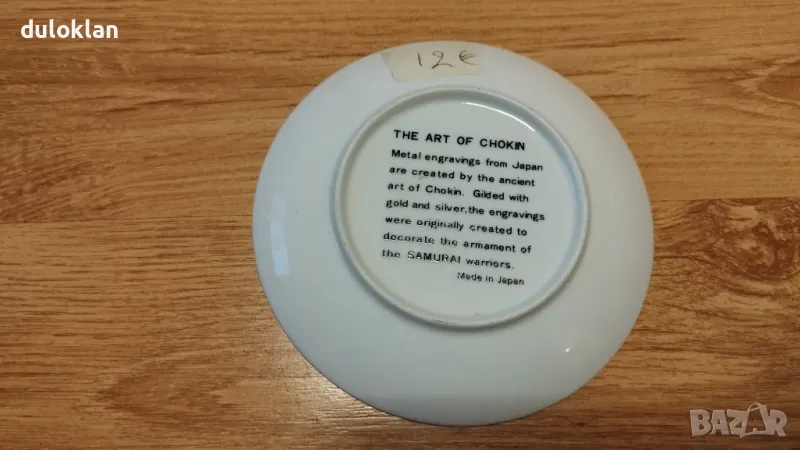 duloklan
12€
THE ART OF CHOKIN
Metal engravings from Japan
are created by the ancient
art of Chokin. Gilded with
gold and silver,the engravings
were originally created to
decorate the armament of
the SAMURAI warriors.
Made in Japan
BAZAR